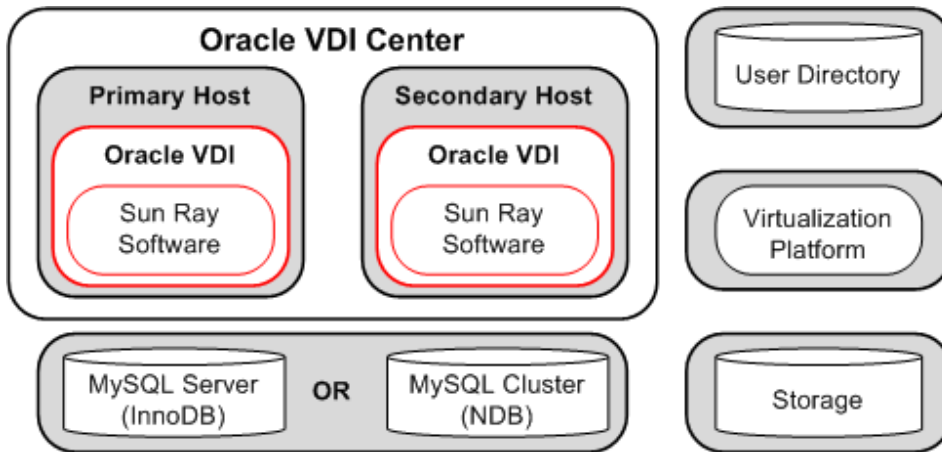 Oracle VDI Center
Primary Host
Oracle VDI
Sun Ray
Software
Secondary Host
Oracle VDI
Sun Ray
Software
MySQL Server
(InnoDB)
OR
MySQL Cluster
(NDB)
User Directory
Virtualization
Platform
Storage